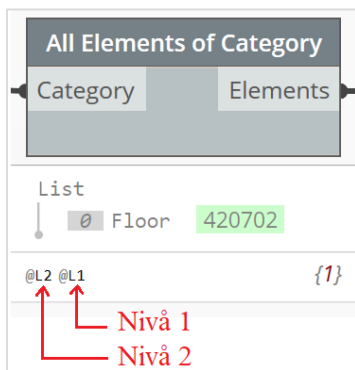 All Elements of Category
Category Elements
List
0 Floor 420702
@L2 @L1 {1}
Nivå 1
Nivå 2